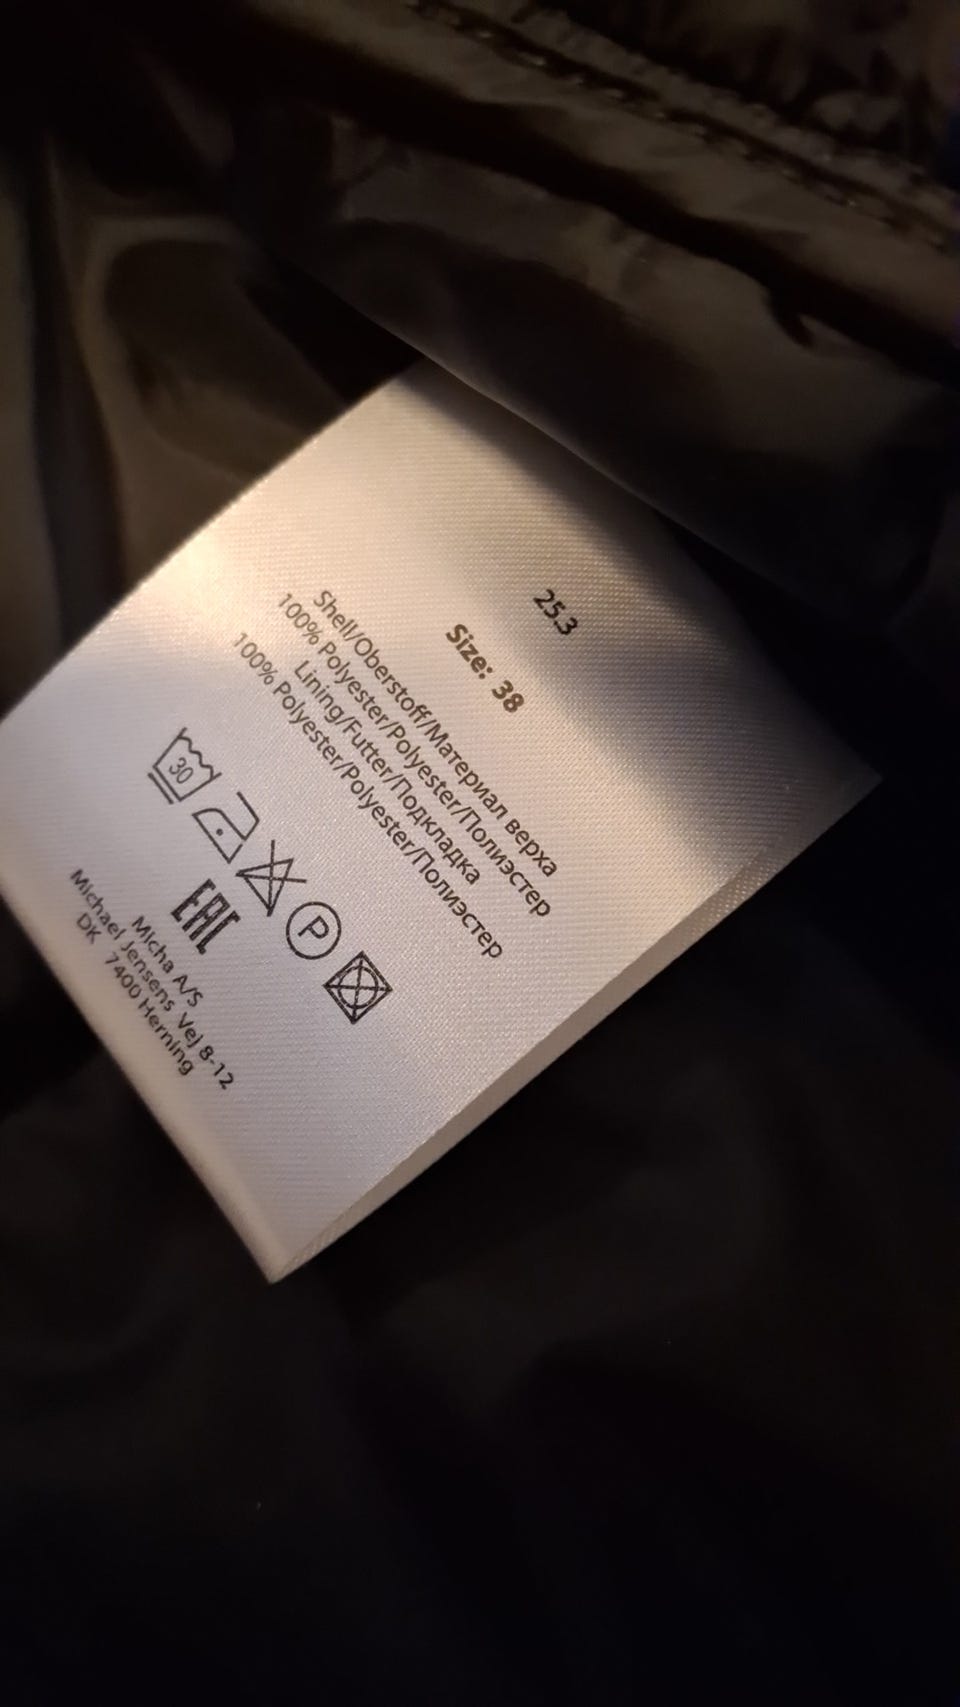 25.3
Size: 38
Shell/Oberstoff/Материал верха
100% Polyester/Polyester/Полиэстер
Lining/Futter/Подкладка
100% Polyester/Polyester/Полиэстер
30
P
EAC
Micha A/S
Michael Jensens Vej 8-12
DK 7400 Herning